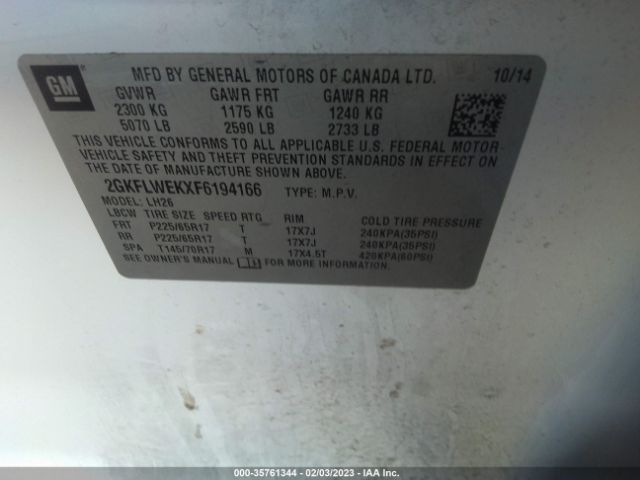 GM
MFD BY GENERAL MOTORS OF CANADA LTD. 10/14
GVWR GAWR FRT GAWR RR
2300 KG 1175 KG 1240 KG
5070 LB 2590 LB 2733 LB
THIS VEHICLE CONFORMS TO ALL APPLICABLE U.S. FEDERAL MOTOR-
VEHICLE SAFETY AND THEFT PREVENTION STANDARDS IN EFFECT ON
THE DATE OF MANUFACTURE SHOWN ABOVE.
2GKFLWEKXF6194166 TYPE: M.P.V.
MODEL: LH26
LBCW TIRE SIZE SPEED RTG RIM COLD TIRE PRESSURE
FRT P225/65R17 T 17X7J 240KPA(35PSI)
RR P225/65R17 T 17X7J 240KPA(35PSI)
SPA T145/70R17 M 17X4.5T 420KPA(60PSI)
SEE OWNER'S MANUAL FOR ADDITIONAL INFORMATION.
000-35761344 - 02/03/2023 - IAA Inc.